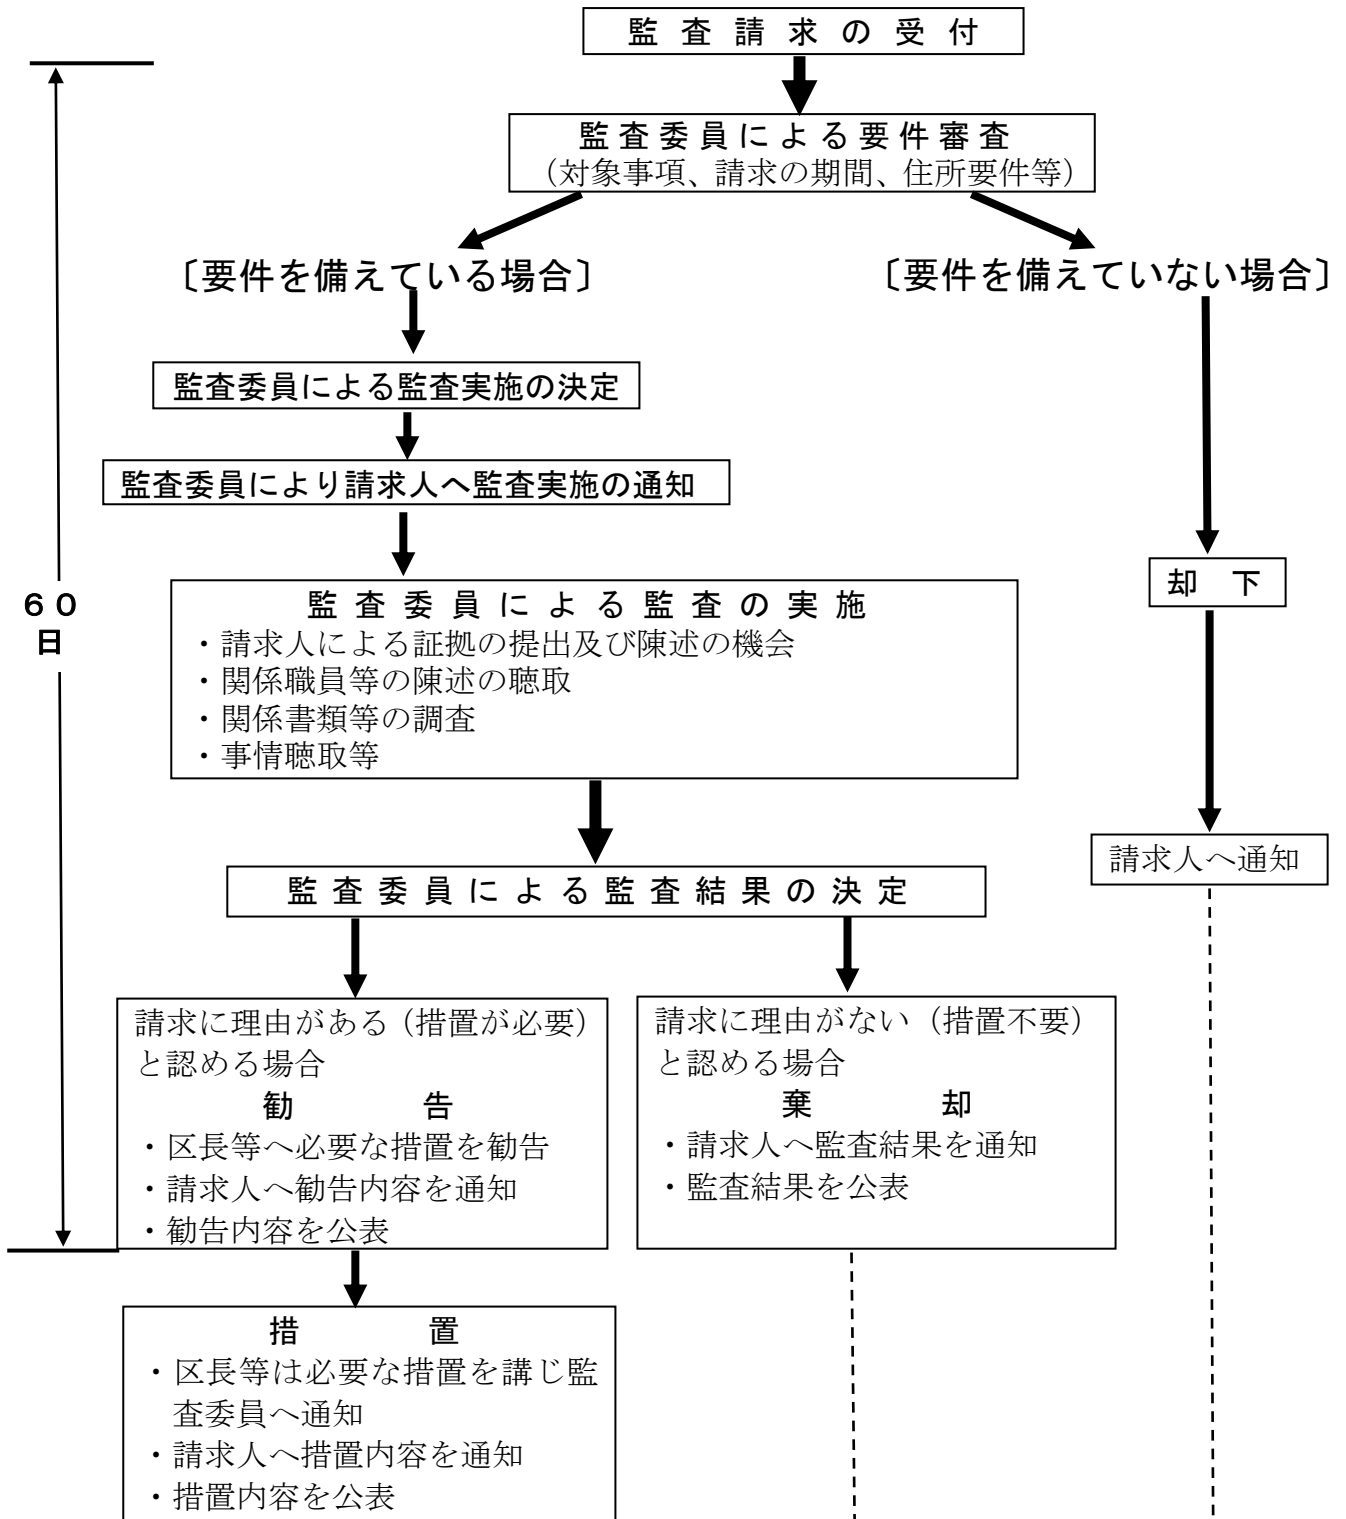 監査請求の受付
監査委員による要件審査
（対象事項、請求の期間、住所要件等）
〔要件を備えている場合〕
〔要件を備えていない場合〕
監査委員による監査実施の決定
監査委員により請求人へ監査実施の通知
６０
日
監査委員による監査の実施
・請求人による証拠の提出及び陳述の機会
・関係職員等の陳述の聴取
・関係書類等の調査
・事情聴取等
却　下
請求人へ通知
監査委員による監査結果の決定
請求に理由がある（措置が必要）
と認める場合
勧　　　告
・区長等へ必要な措置を勧告
・請求人へ勧告内容を通知
・勧告内容を公表
請求に理由がない（措置不要）
と認める場合
棄　　　却
・請求人へ監査結果を通知
・監査結果を公表
措　　　置
・区長等は必要な措置を講じ監
査委員へ通知
・請求人へ措置内容を通知
・措置内容を公表